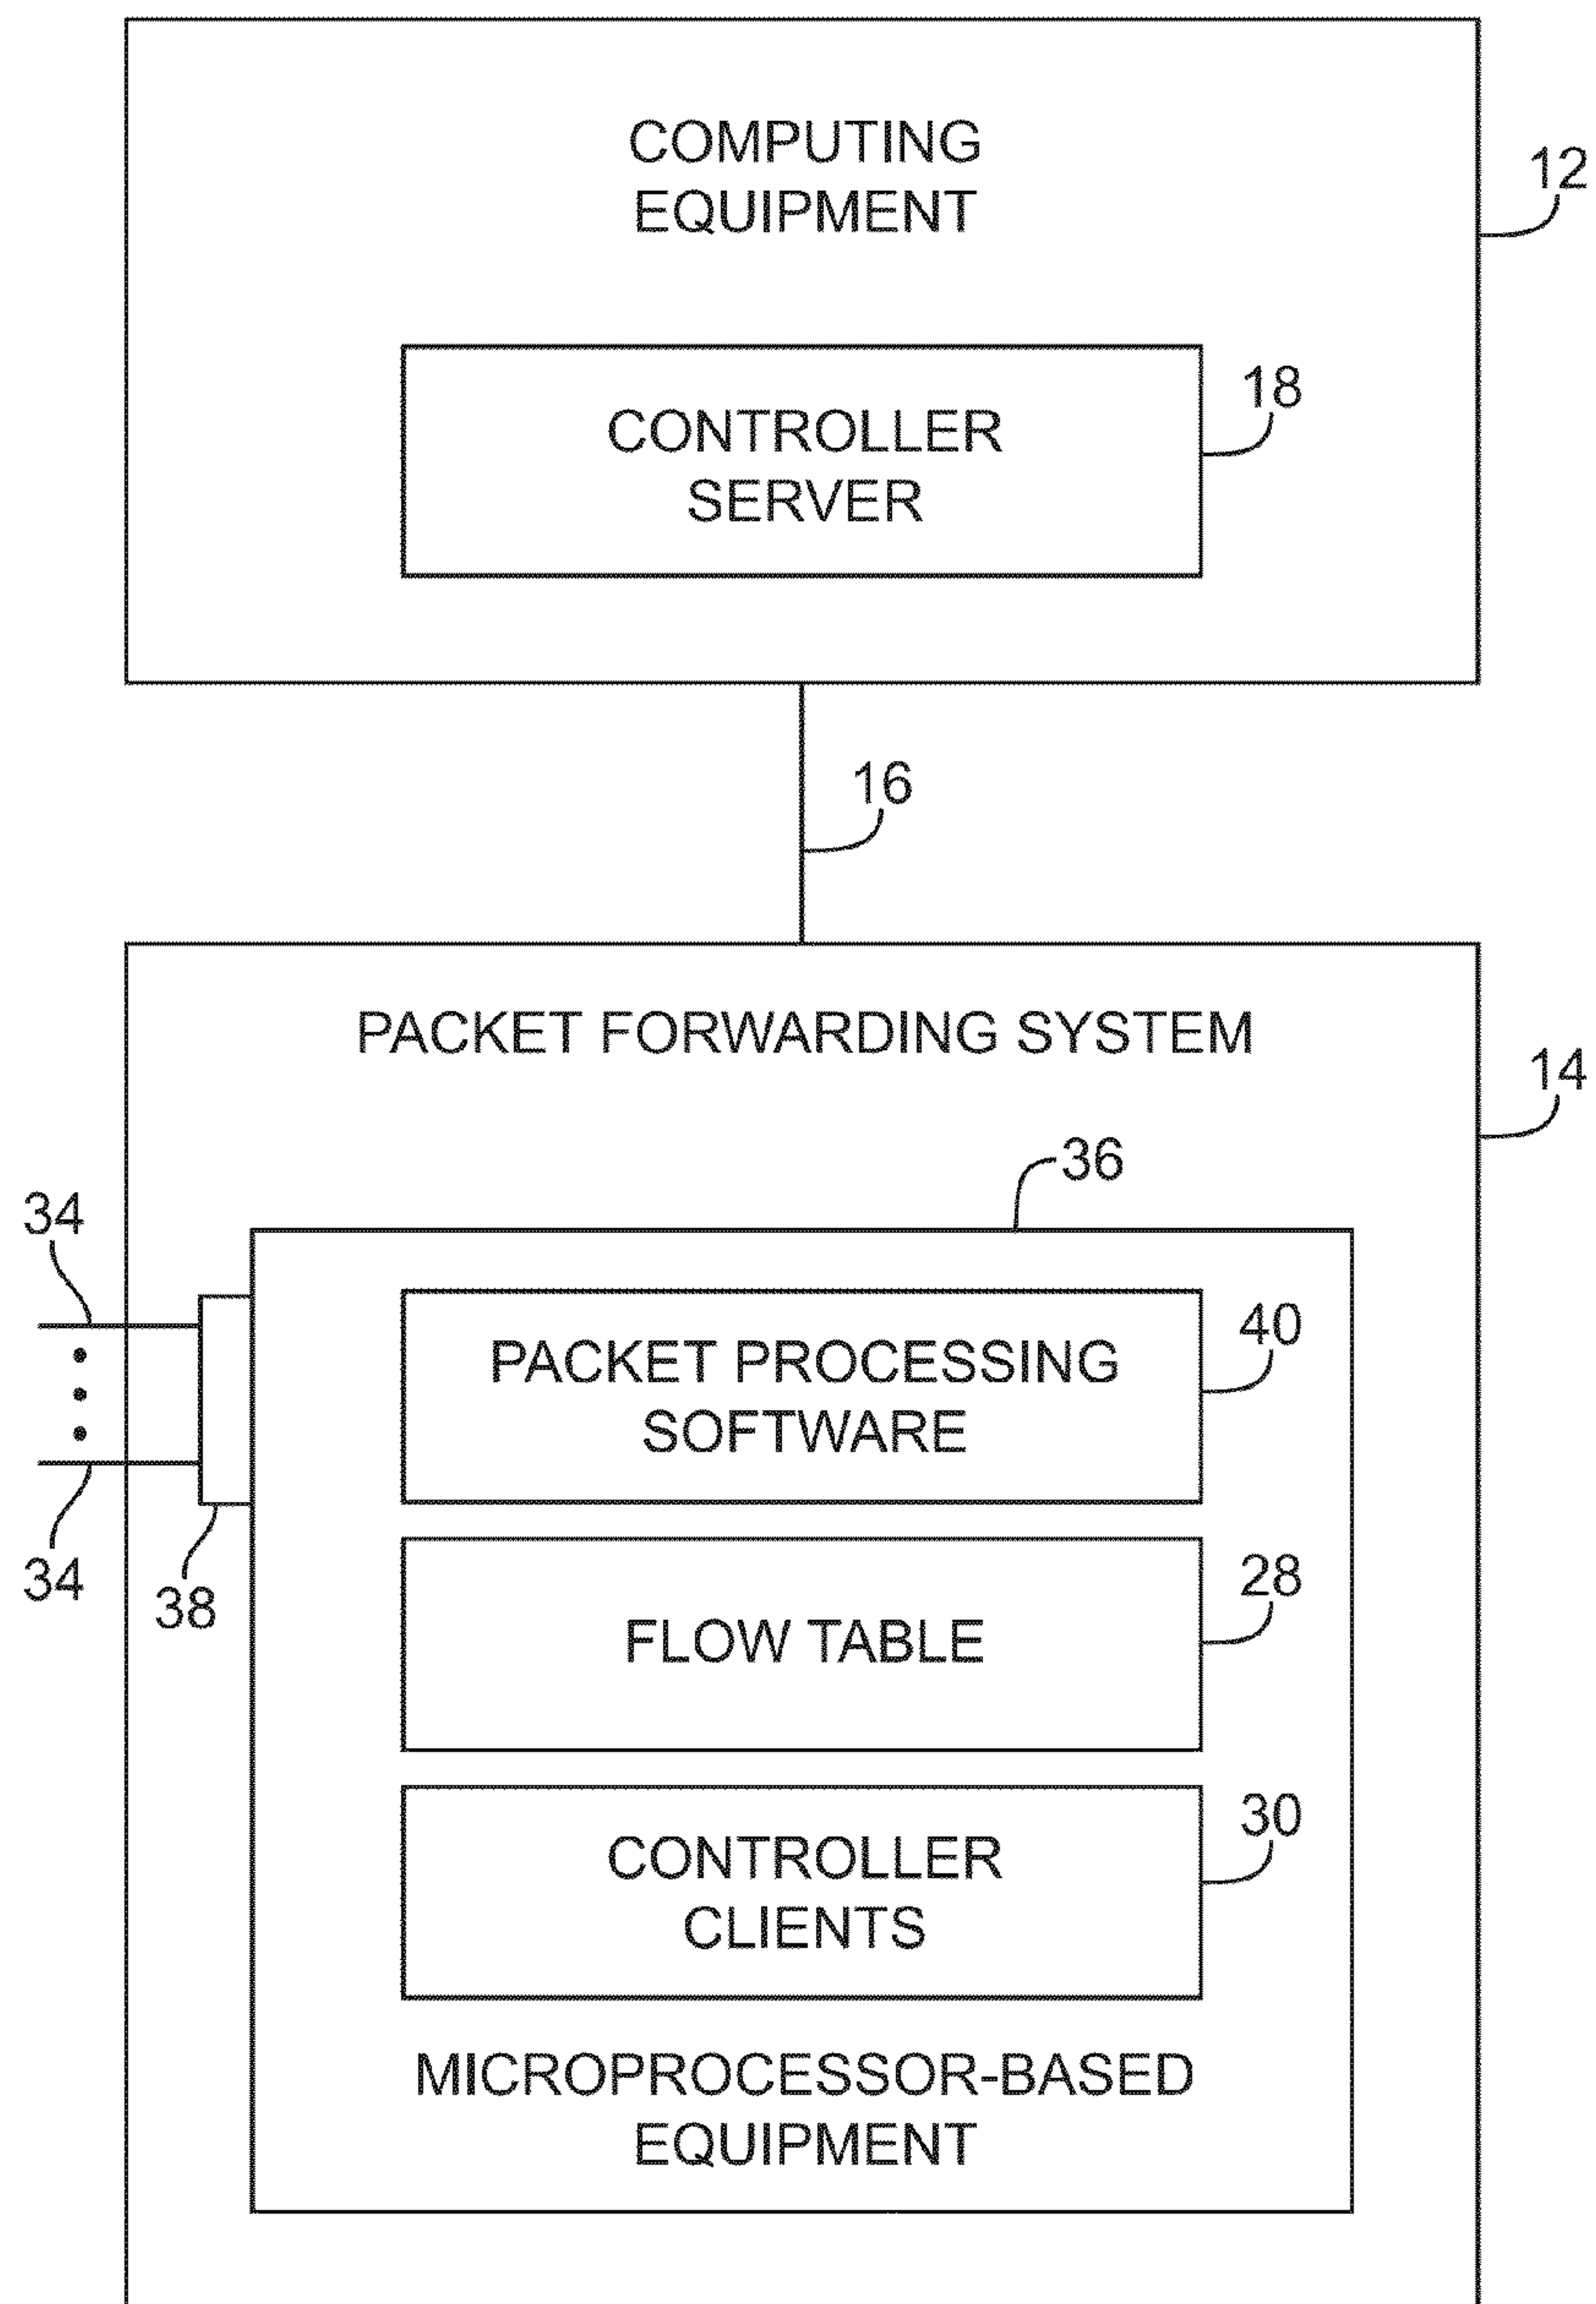 COMPUTING
EQUIPMENT
12
CONTROLLER
SERVER
18
16
PACKET FORWARDING SYSTEM
14
36
34
PACKET PROCESSING
SOFTWARE
40
34
38
FLOW TABLE
28
CONTROLLER
CLIENTS
30
MICROPROCESSOR-BASED
EQUIPMENT